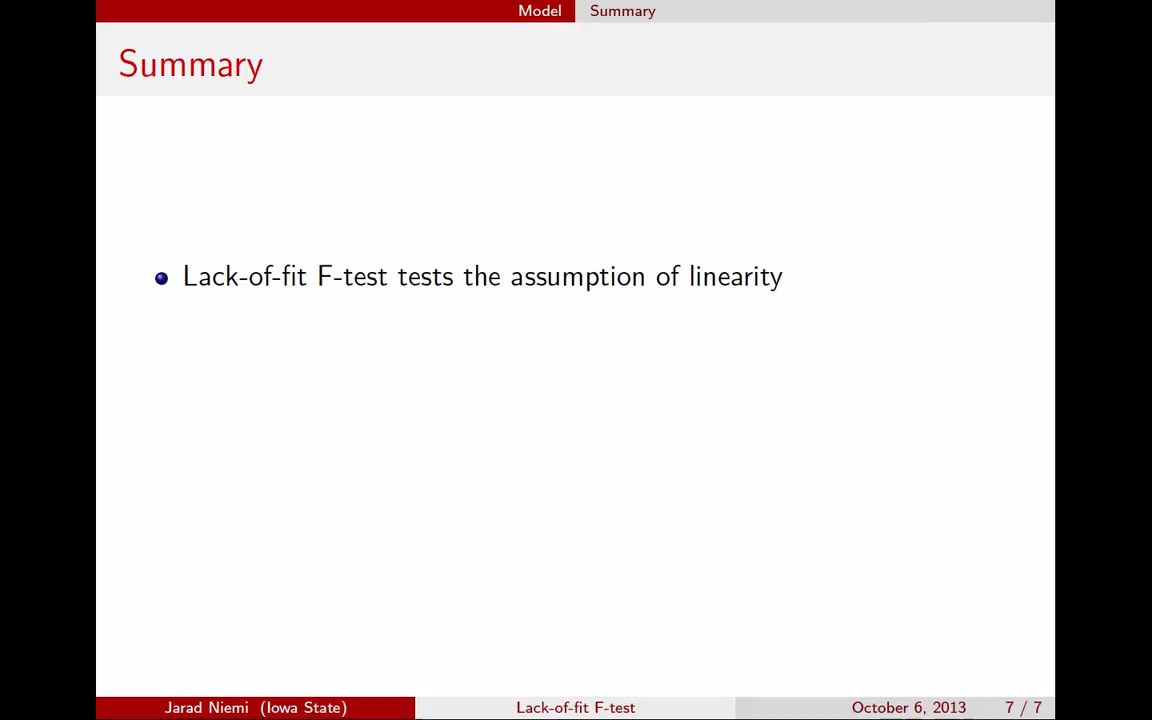 Model Summary
Summary
Lack-of-fit F-test tests the assumption of linearity
Jarad Niemi (Iowa State) Lack-of-fit F-test October 6, 2013 7 / 7